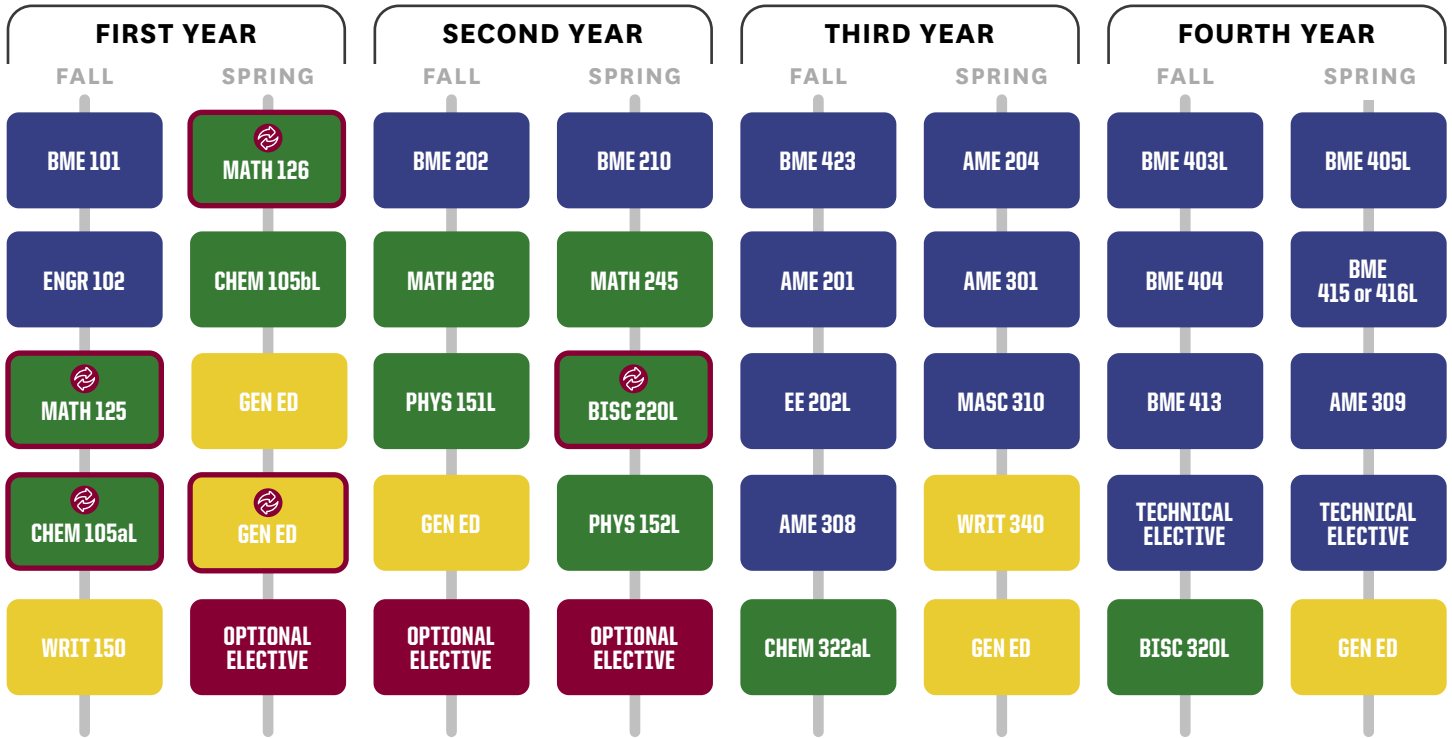 FIRST YEAR
SECOND YEAR
THIRD YEAR
FOURTH YEAR
FALL
SPRING
FALL
SPRING
FALL
SPRING
FALL
SPRING
BME 101
MATH 126
BME 202
BME 210
BME 423
AME 204
BME 403L
BME 405L
ENGR 102
CHEM 105bL
MATH 226
MATH 245
AME 201
AME 301
BME 404
BME
415 or 416L
MATH 125
GEN ED
PHYS 151L
BISC 220L
EE 202L
MASC 310
BME 413
AME 309
CHEM 105aL
GEN ED
GEN ED
PHYS 152L
AME 308
WRIT 340
TECHNICAL
ELECTIVE
TECHNICAL
ELECTIVE
WRIT 150
OPTIONAL
ELECTIVE
OPTIONAL
ELECTIVE
OPTIONAL
ELECTIVE
CHEM 322aL
GEN ED
BISC 320L
GEN ED